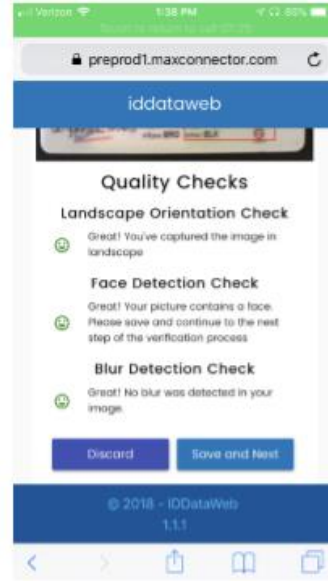 Verizon 1:38 PM 65%
preprod1.maxconnector.com
iddataweb
Quality Checks
Landscape Orientation Check
Great! You've captured the image in
landscape
Face Detection Check
Great! Your picture contains a face.
Please save and continue to the next
step of the verification process
Blur Detection Check
Great! No blur was detected in your
image.
Discard Save and Next
© 2018 - IDDataWeb
1.1.1